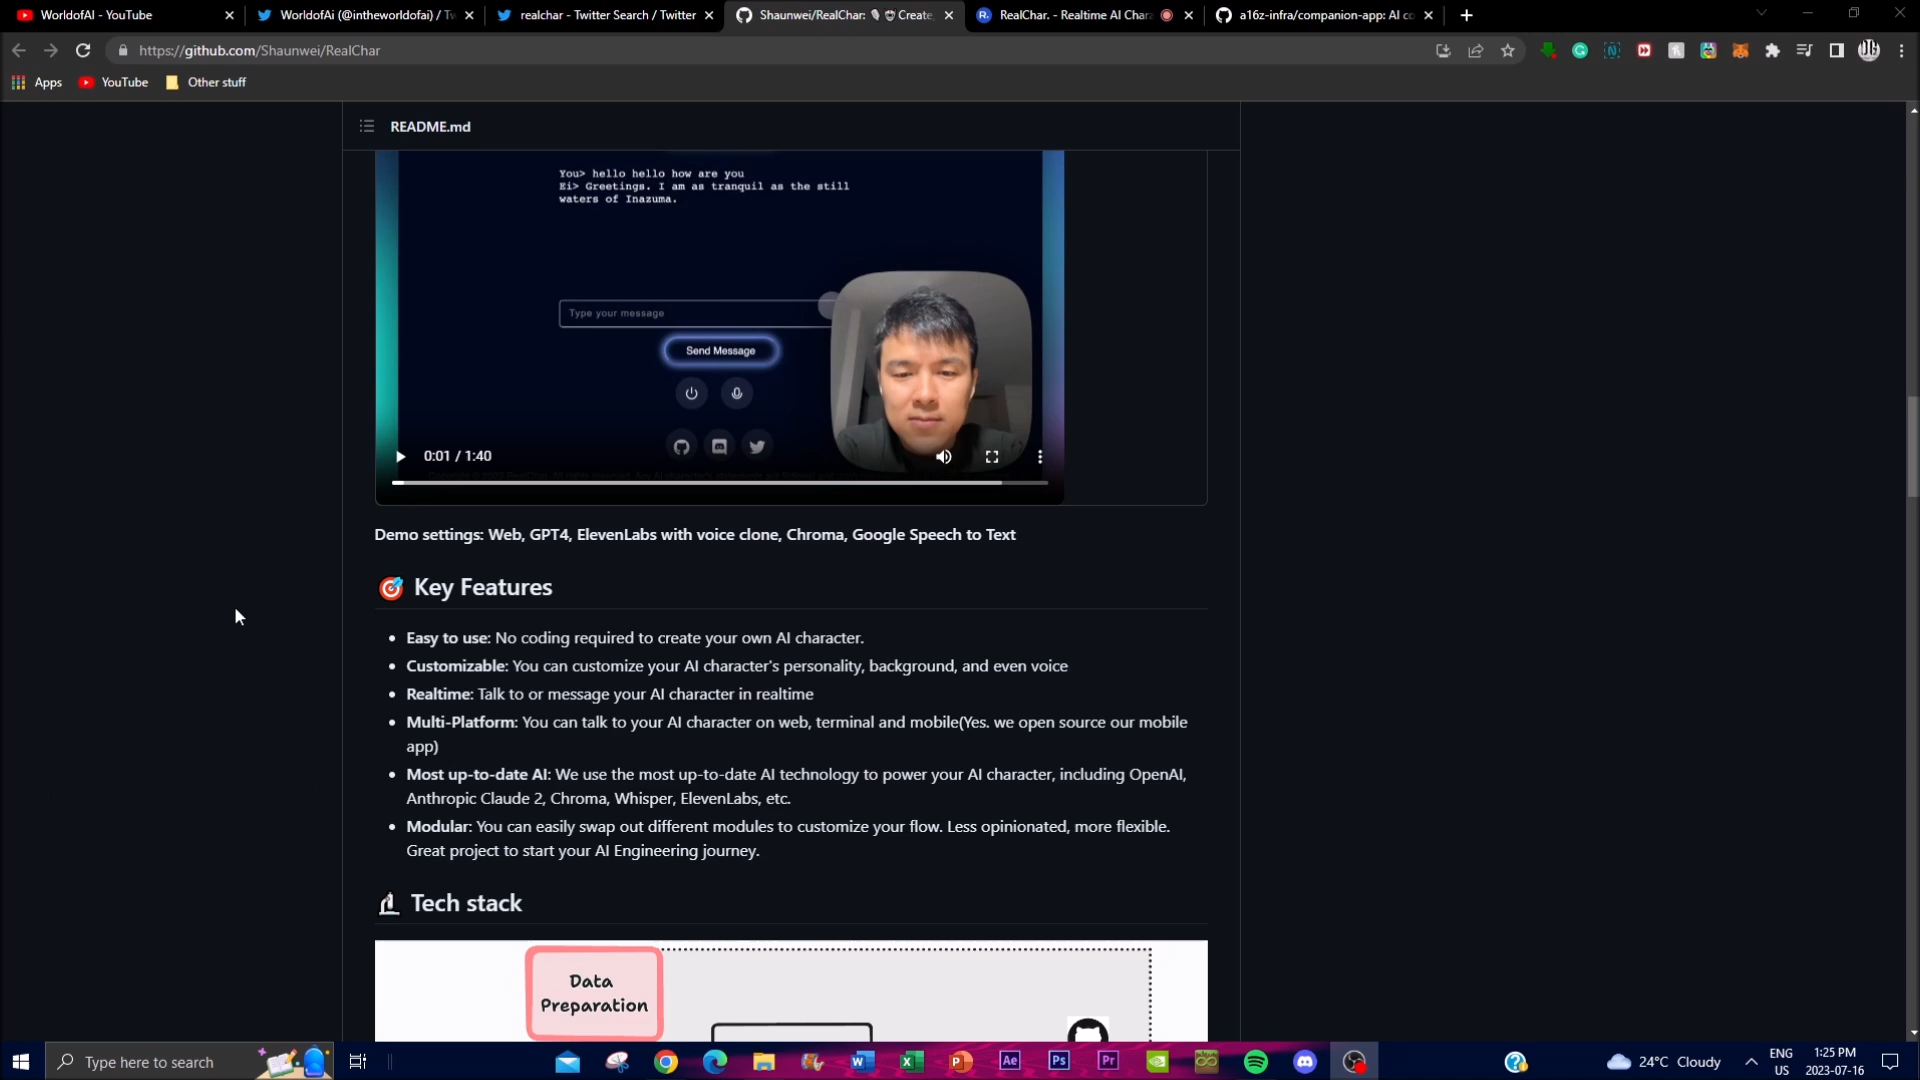 WorldofAI - YouTube
WorldofAi (@intheworldofai) / Tw
realchar - Twitter Search / Twitter
Shaunwei/RealChar: Create,
RealChar. - Realtime AI Chara
a16z-infra/companion-app: AI co
https://github.com/Shaunwei/RealChar
Apps
YouTube
Other stuff
README.md
You> hello hello how are you
Ei> Greetings. I am as tranquil as the still
waters of Inazuma.
Type your message
Send Message
0:01 / 1:40
Demo settings: Web, GPT4, ElevenLabs with voice clone, Chroma, Google Speech to Text
Key Features
• Easy to use: No coding required to create your own AI character.
• Customizable: You can customize your AI character's personality, background, and even voice
• Realtime: Talk to or message your AI character in realtime
• Multi-Platform: You can talk to your AI character on web, terminal and mobile(Yes. we open source our mobile
app)
• Most up-to-date AI: We use the most up-to-date AI technology to power your AI character, including OpenAI,
Anthropic Claude 2, Chroma, Whisper, ElevenLabs, etc.
• Modular: You can easily swap out different modules to customize your flow. Less opinionated, more flexible.
Great project to start your AI Engineering journey.
Tech stack
Data
Preparation
Type here to search
Ae
Ps
Pr
24°C Cloudy
ENG
US
1:25 PM
2023-07-16